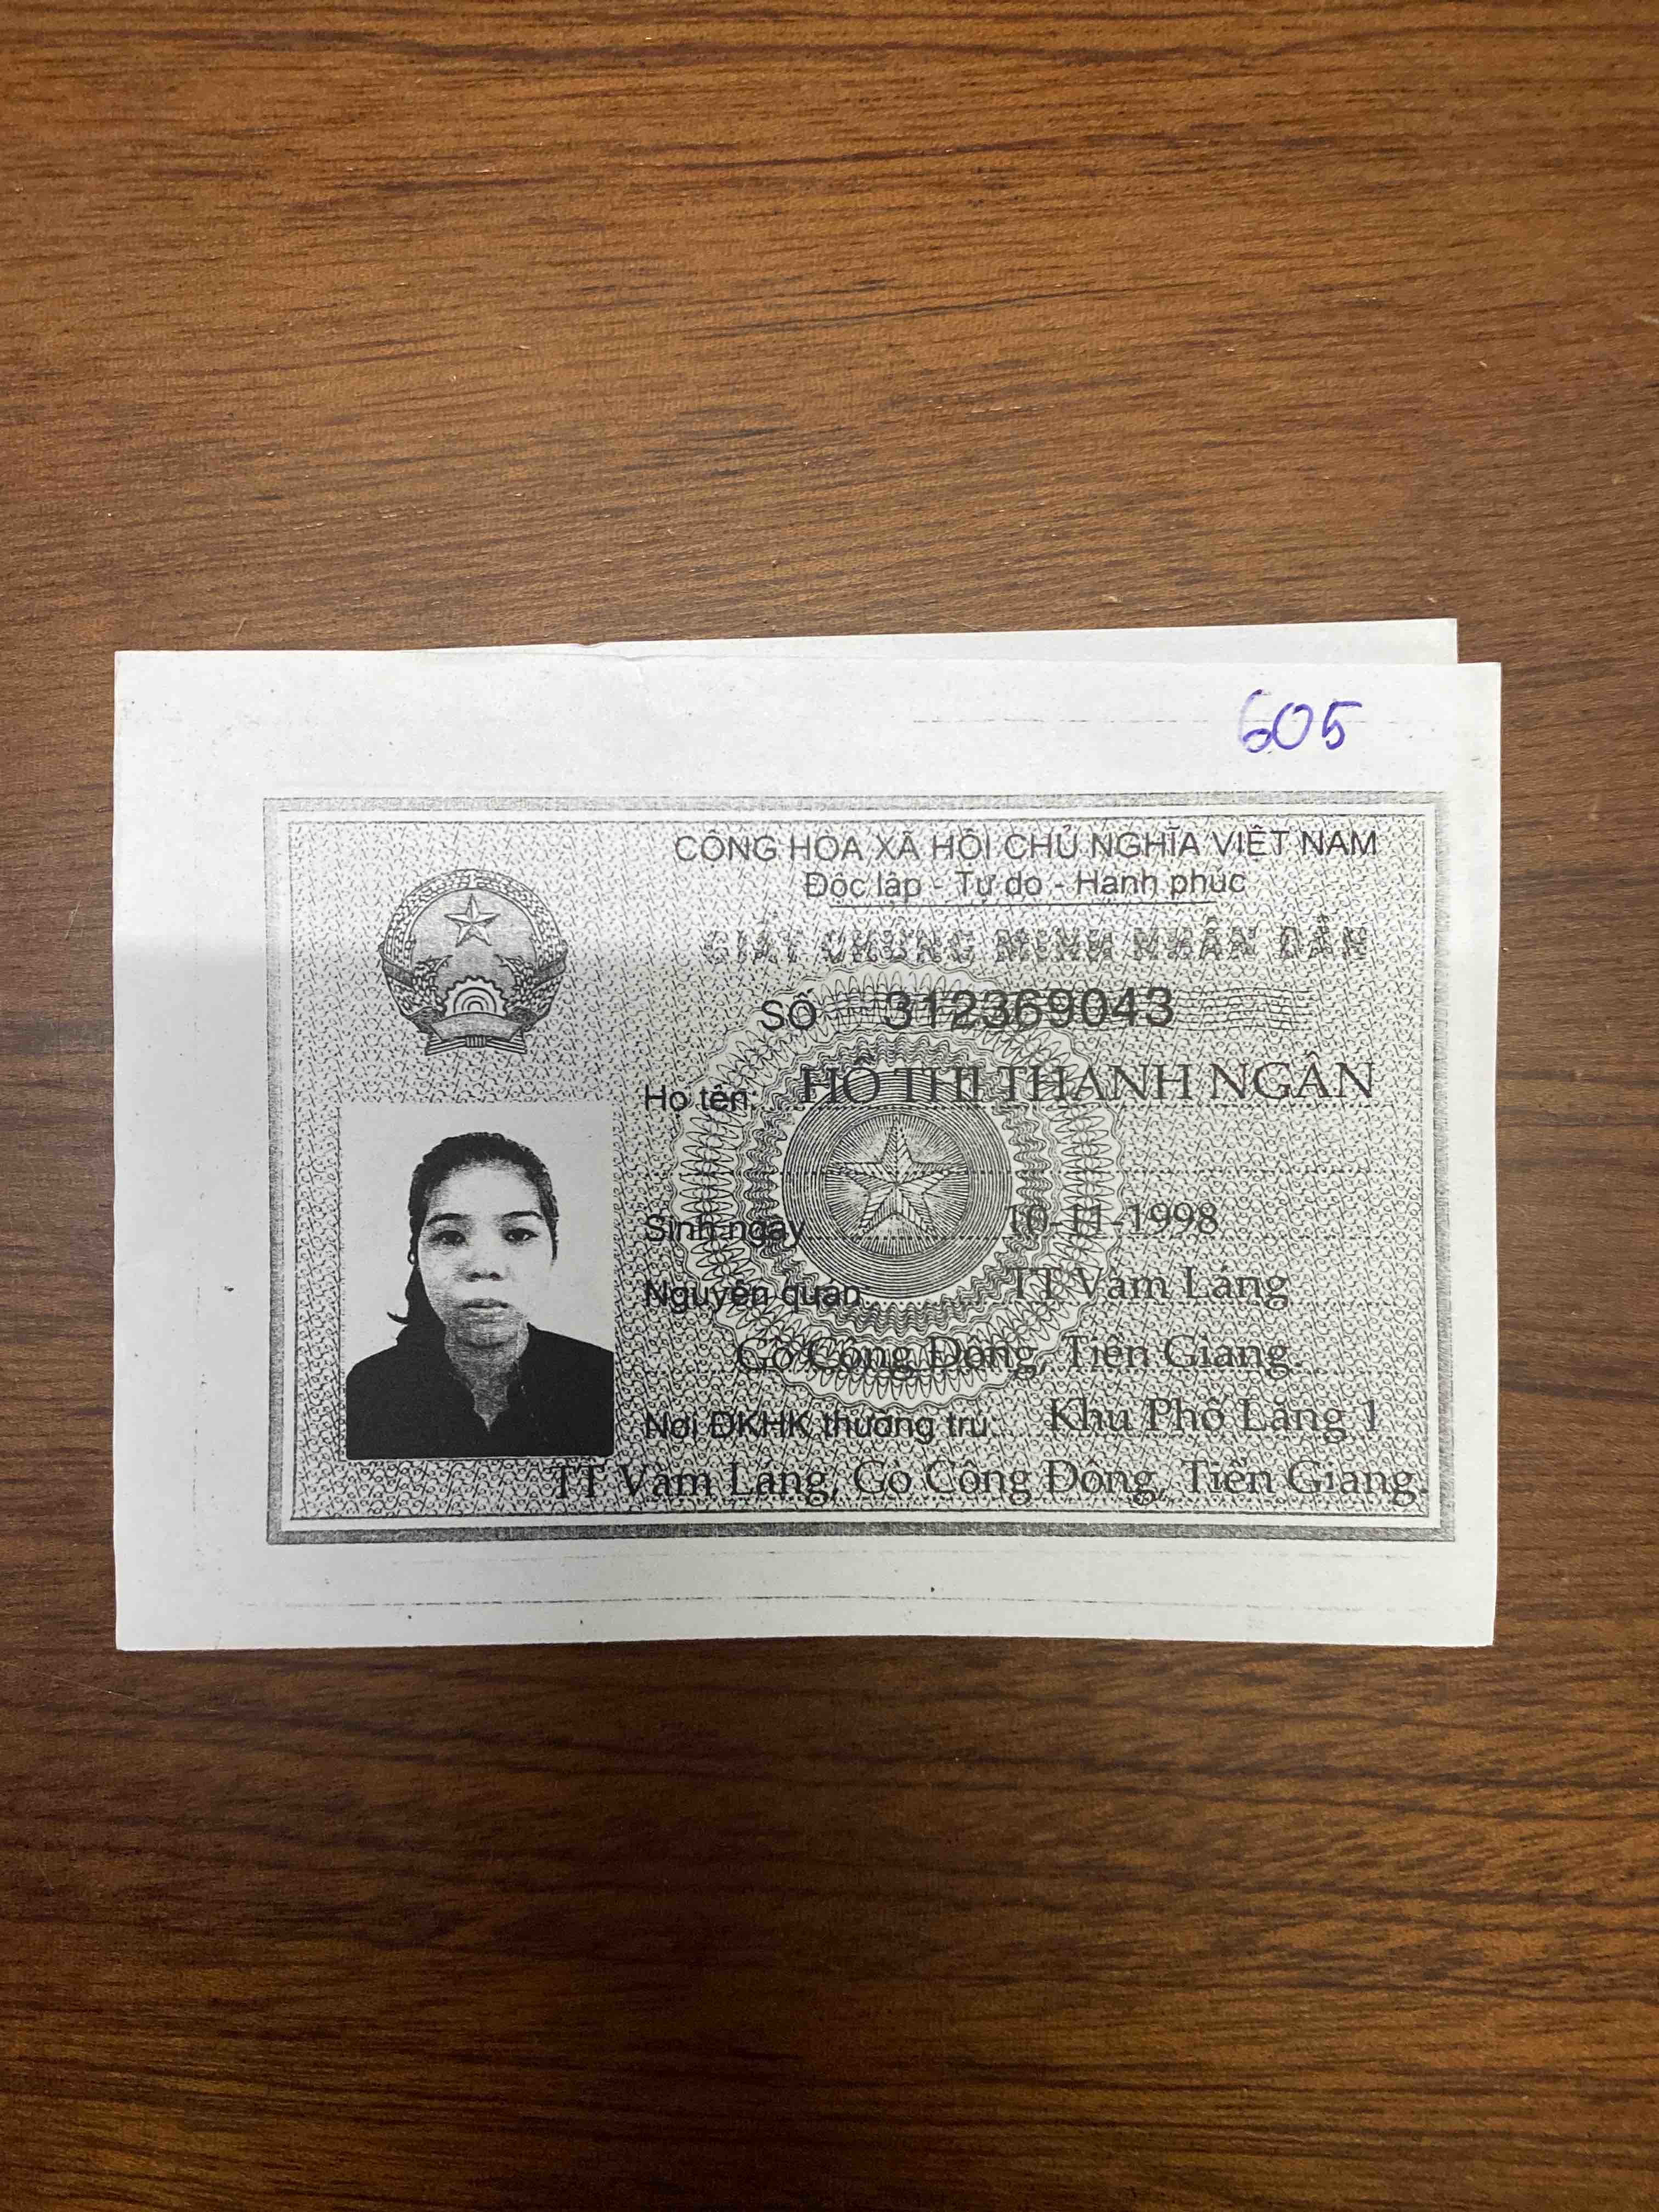 605
CỘNG HÒA XÃ HỘI CHỦ NGHĨA VIỆT NAM
Độc lập - Tự do - Hạnh phúc
GIẤY CHỨNG MINH NHÂN DÂN
SỐ 312369043
Họ tên: HỒ THỊ THANH NGÂN
Sinh ngày 10-11-1998
Nguyên quán TT Vàm Láng
Gò Công Đông, Tiền Giang.
Nơi ĐKHK thường trú: Khu Phố Lăng 1
TT Vàm Láng, Gò Công Đông, Tiền Giang.